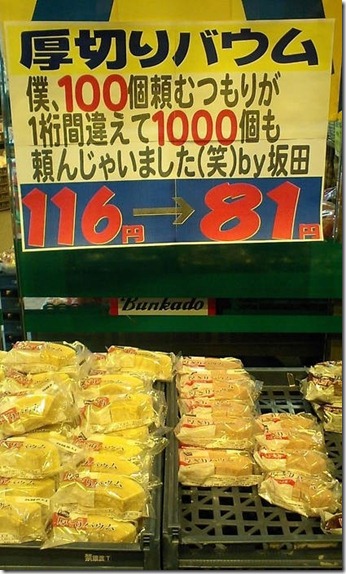 厚切りバウム
僕、100個頼むつもりが
1桁間違えて1000個も
頼んじゃいました(笑)by坂田
116円→81円
Bunkado